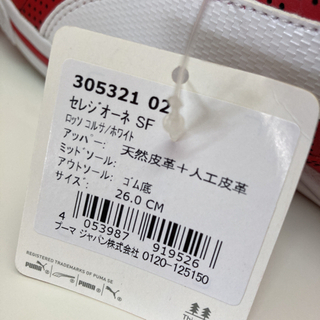 305321 02
セレジオーネ SF
ロッソ コルサ/ホワイト
アッパー: 天然皮革+人工皮革
ミッドソール:
アウトソール: ゴム底
サイズ: 26.0 CM
4 053987 919526
プーマ ジャパン株式会社 0120-125150
REGISTERED TRADEMARKS OF PUMA SE
PUMA PUMA